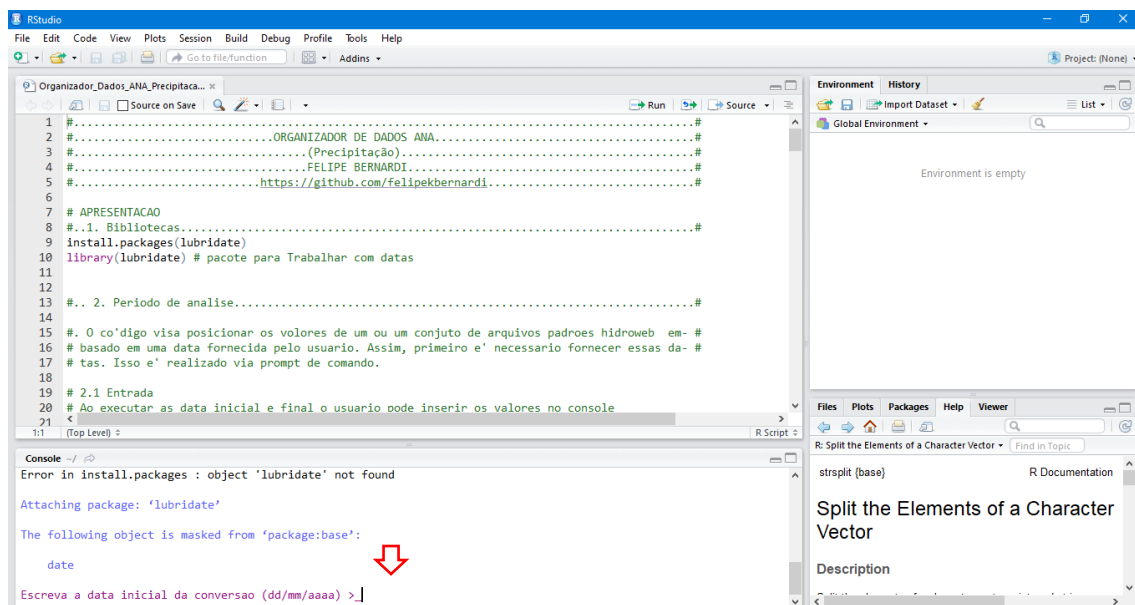 RStudio
File Edit Code View Plots Session Build Debug Profile Tools Help
Go to file/function Addins Project: (None)
Organizador_Dados_ANA_Precipitaca... ×
Source on Save Run Source
1 #...............................................................................................#
2 #..............................ORGANIZADOR DE DADOS ANA.......................................#
3 #...................................(Precipitação)............................................#
4 #...................................FELIPE BERNARDI...........................................#
5 #............................https://github.com/felipekbernardi...............................#
6
7 # APRESENTACAO
8 #..1. Bibliotecas..............................................................................#
9 install.packages(lubridate)
10 library(lubridate) # pacote para Trabalhar com datas
11
12
13 #.. 2. Periodo de analise......................................................................#
14
15 #. O co'digo visa posicionar os volores de um ou um conjuto de arquivos padroes hidroweb em- #
16 # basado em uma data fornecida pelo usuario. Assim, primeiro e' necessario fornecer essas da- #
17 # tas. Isso e' realizado via prompt de comando.
18
19 # 2.1 Entrada
20 # Ao executar as data inicial e final o usuario pode inserir os valores no console
21
1:1 (Top Level) R Script
Console ~/
Error in install.packages : object 'lubridate' not found
Attaching package: ‘lubridate’
The following object is masked from ‘package:base’:
date
Escreva a data inicial da conversao (dd/mm/aaaa) >_
Environment History
Import Dataset List
Global Environment
Environment is empty
Files Plots Packages Help Viewer
R: Split the Elements of a Character Vector Find in Topic
strsplit {base} R Documentation
Split the Elements of a Character
Vector
Description